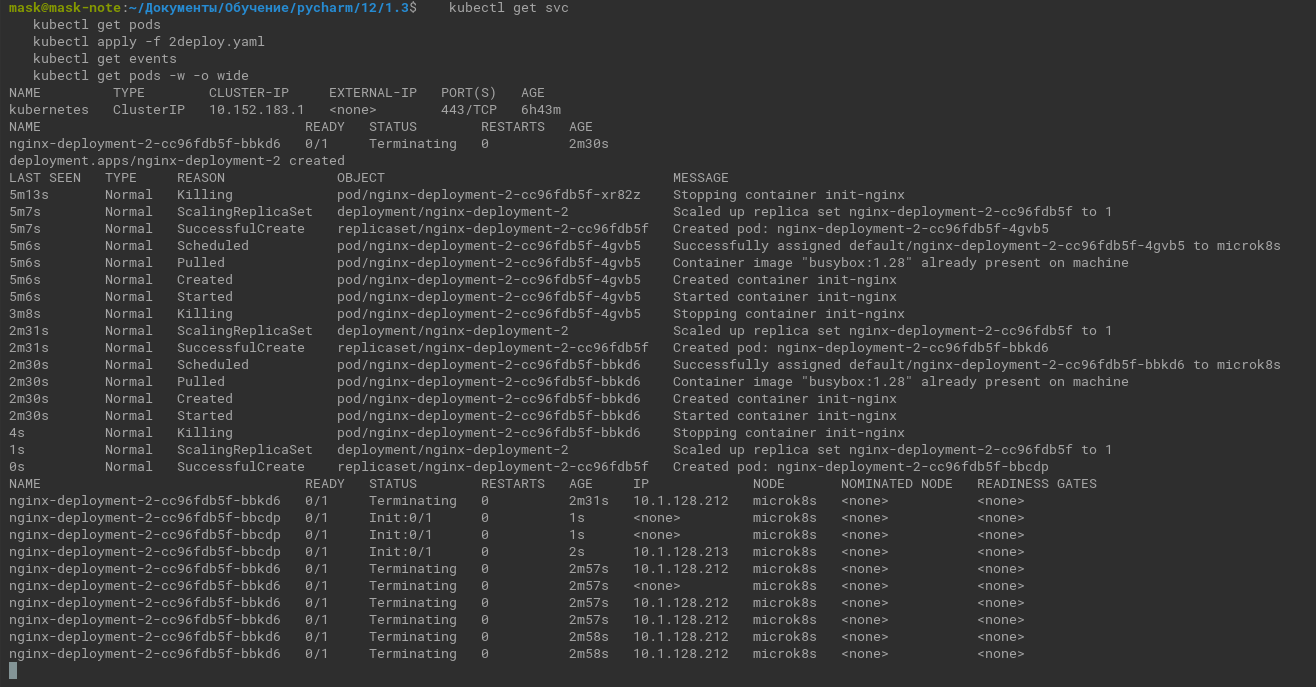 mask@mask-note:~/Документы/Обучение/pycharm/12/1.3$    kubectl get svc
   kubectl get pods
   kubectl apply -f 2deploy.yaml
   kubectl get events
   kubectl get pods -w -o wide
NAME         TYPE        CLUSTER-IP     EXTERNAL-IP   PORT(S)   AGE
kubernetes   ClusterIP   10.152.183.1   <none>        443/TCP   6h43m
NAME                                 READY   STATUS        RESTARTS   AGE
nginx-deployment-2-cc96fdb5f-bbkd6   0/1     Terminating   0          2m30s
deployment.apps/nginx-deployment-2 created
LAST SEEN   TYPE     REASON              OBJECT                                    MESSAGE
5m13s       Normal   Killing             pod/nginx-deployment-2-cc96fdb5f-xr82z    Stopping container init-nginx
5m7s        Normal   ScalingReplicaSet   deployment/nginx-deployment-2             Scaled up replica set nginx-deployment-2-cc96fdb5f to 1
5m7s        Normal   SuccessfulCreate    replicaset/nginx-deployment-2-cc96fdb5f   Created pod: nginx-deployment-2-cc96fdb5f-4gvb5
5m6s        Normal   Scheduled           pod/nginx-deployment-2-cc96fdb5f-4gvb5    Successfully assigned default/nginx-deployment-2-cc96fdb5f-4gvb5 to microk8s
5m6s        Normal   Pulled              pod/nginx-deployment-2-cc96fdb5f-4gvb5    Container image "busybox:1.28" already present on machine
5m6s        Normal   Created             pod/nginx-deployment-2-cc96fdb5f-4gvb5    Created container init-nginx
5m6s        Normal   Started             pod/nginx-deployment-2-cc96fdb5f-4gvb5    Started container init-nginx
3m8s        Normal   Killing             pod/nginx-deployment-2-cc96fdb5f-4gvb5    Stopping container init-nginx
2m31s       Normal   ScalingReplicaSet   deployment/nginx-deployment-2             Scaled up replica set nginx-deployment-2-cc96fdb5f to 1
2m31s       Normal   SuccessfulCreate    replicaset/nginx-deployment-2-cc96fdb5f   Created pod: nginx-deployment-2-cc96fdb5f-bbkd6
2m30s       Normal   Scheduled           pod/nginx-deployment-2-cc96fdb5f-bbkd6    Successfully assigned default/nginx-deployment-2-cc96fdb5f-bbkd6 to microk8s
2m30s       Normal   Pulled              pod/nginx-deployment-2-cc96fdb5f-bbkd6    Container image "busybox:1.28" already present on machine
2m30s       Normal   Created             pod/nginx-deployment-2-cc96fdb5f-bbkd6    Created container init-nginx
2m30s       Normal   Started             pod/nginx-deployment-2-cc96fdb5f-bbkd6    Started container init-nginx
4s          Normal   Killing             pod/nginx-deployment-2-cc96fdb5f-bbkd6    Stopping container init-nginx
1s          Normal   ScalingReplicaSet   deployment/nginx-deployment-2             Scaled up replica set nginx-deployment-2-cc96fdb5f to 1
0s          Normal   SuccessfulCreate    replicaset/nginx-deployment-2-cc96fdb5f   Created pod: nginx-deployment-2-cc96fdb5f-bbcdp
NAME                                 READY   STATUS        RESTARTS   AGE     IP             NODE       NOMINATED NODE   READINESS GATES
nginx-deployment-2-cc96fdb5f-bbkd6   0/1     Terminating   0          2m31s   10.1.128.212   microk8s   <none>           <none>
nginx-deployment-2-cc96fdb5f-bbcdp   0/1     Init:0/1      0          1s      <none>         microk8s   <none>           <none>
nginx-deployment-2-cc96fdb5f-bbcdp   0/1     Init:0/1      0          1s      <none>         microk8s   <none>           <none>
nginx-deployment-2-cc96fdb5f-bbcdp   0/1     Init:0/1      0          2s      10.1.128.213   microk8s   <none>           <none>
nginx-deployment-2-cc96fdb5f-bbkd6   0/1     Terminating   0          2m57s   10.1.128.212   microk8s   <none>           <none>
nginx-deployment-2-cc96fdb5f-bbkd6   0/1     Terminating   0          2m57s   <none>         microk8s   <none>           <none>
nginx-deployment-2-cc96fdb5f-bbkd6   0/1     Terminating   0          2m57s   10.1.128.212   microk8s   <none>           <none>
nginx-deployment-2-cc96fdb5f-bbkd6   0/1     Terminating   0          2m57s   10.1.128.212   microk8s   <none>           <none>
nginx-deployment-2-cc96fdb5f-bbkd6   0/1     Terminating   0          2m58s   10.1.128.212   microk8s   <none>           <none>
nginx-deployment-2-cc96fdb5f-bbkd6   0/1     Terminating   0          2m58s   10.1.128.212   microk8s   <none>           <none>